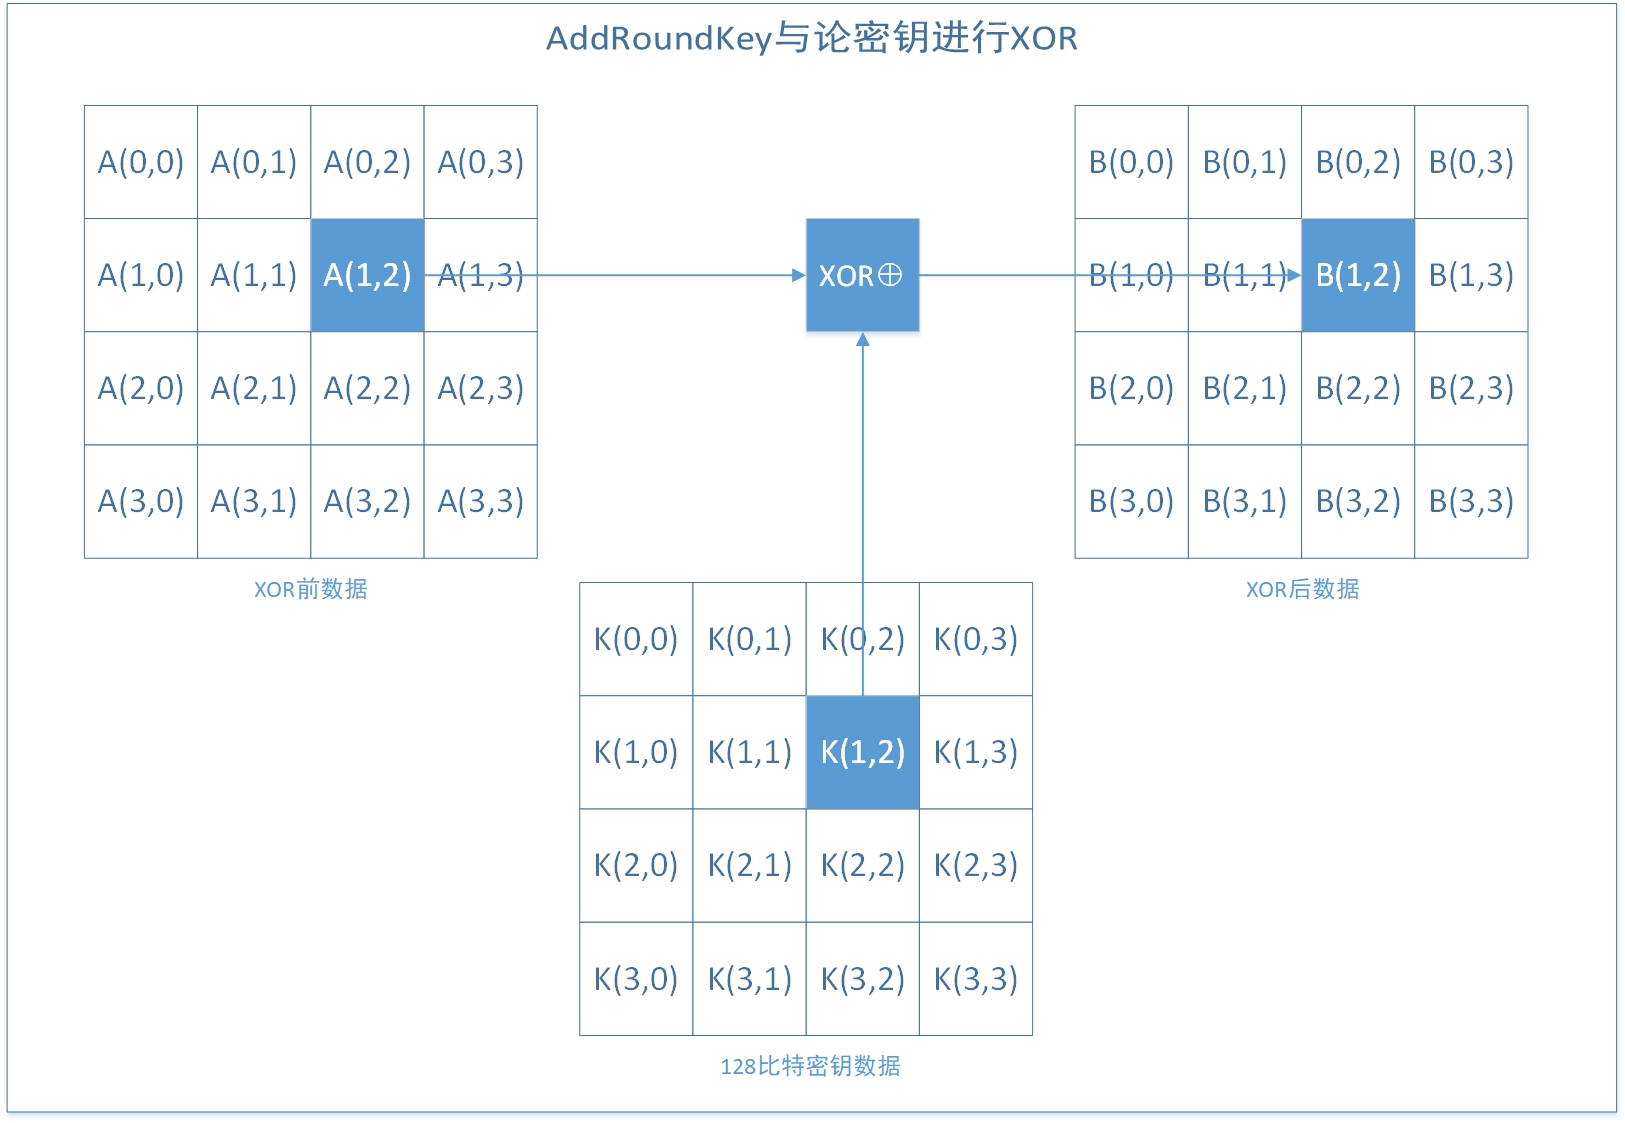 AddRoundKey与论密钥进行XOR
A(0,0) A(0,1) A(0,2) A(0,3)
A(1,0) A(1,1) A(1,2) A(1,3)
A(2,0) A(2,1) A(2,2) A(2,3)
A(3,0) A(3,1) A(3,2) A(3,3)
XOR前数据
XOR⊕
B(0,0) B(0,1) B(0,2) B(0,3)
B(1,0) B(1,1) B(1,2) B(1,3)
B(2,0) B(2,1) B(2,2) B(2,3)
B(3,0) B(3,1) B(3,2) B(3,3)
XOR后数据
K(0,0) K(0,1) K(0,2) K(0,3)
K(1,0) K(1,1) K(1,2) K(1,3)
K(2,0) K(2,1) K(2,2) K(2,3)
K(3,0) K(3,1) K(3,2) K(3,3)
128比特密钥数据